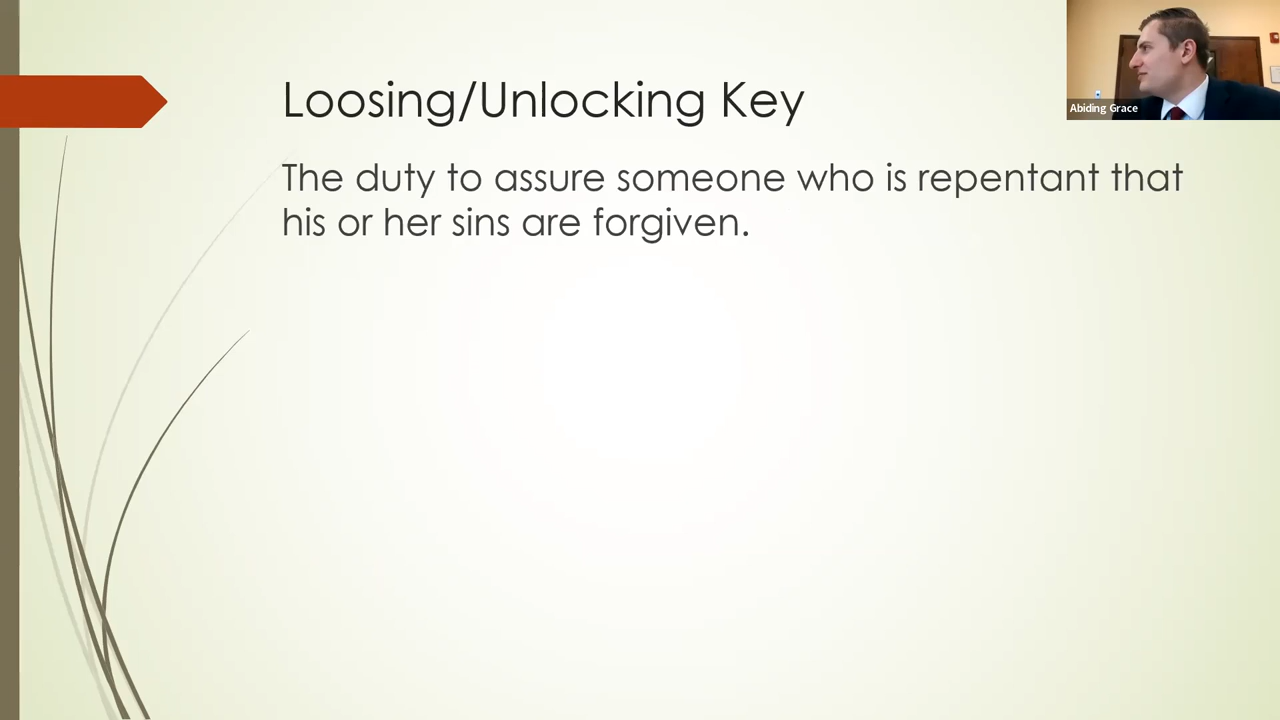 Loosing/Unlocking Key
The duty to assure someone who is repentant that
his or her sins are forgiven.
Abiding Grace